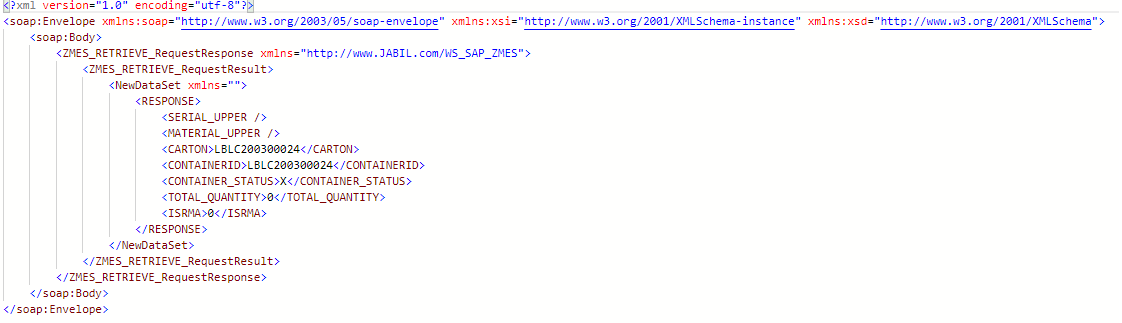 <?xml version="1.0" encoding="utf-8"?>
<soap:Envelope xmlns:soap="http://www.w3.org/2003/05/soap-envelope" xmlns:xsi="http://www.w3.org/2001/XMLSchema-instance" xmlns:xsd="http://www.w3.org/2001/XMLSchema">
<soap:Body>
<ZMES_RETRIEVE_RequestResponse xmlns="http://www.JABIL.com/WS_SAP_ZMES">
<ZMES_RETRIEVE_RequestResult>
<NewDataSet xmlns="">
<RESPONSE>
<SERIAL_UPPER />
<MATERIAL_UPPER />
<CARTON>LBLC200300024</CARTON>
<CONTAINERID>LBLC200300024</CONTAINERID>
<CONTAINER_STATUS>X</CONTAINER_STATUS>
<TOTAL_QUANTITY>0</TOTAL_QUANTITY>
<ISRMA>0</ISRMA>
</RESPONSE>
</NewDataSet>
</ZMES_RETRIEVE_RequestResult>
</ZMES_RETRIEVE_RequestResponse>
</soap:Body>
</soap:Envelope>